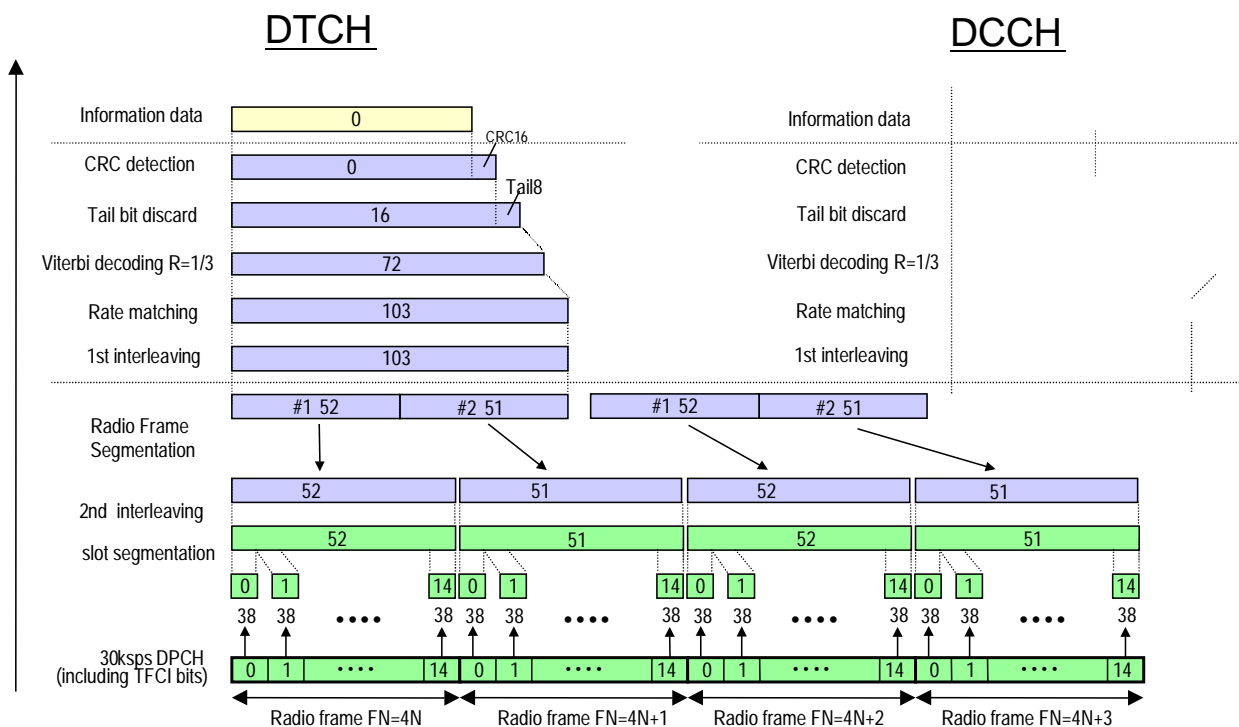 DTCH DCCH
Information data 0 Information data
CRC16
CRC detection 0 CRC detection
Tail8
Tail bit discard 16 Tail bit discard
Viterbi decoding R=1/3 72 Viterbi decoding R=1/3
Rate matching 103 Rate matching
1st interleaving 103 1st interleaving
#1 52 #2 51 #1 52 #2 51
Radio Frame
Segmentation
52 51 52 51
2nd interleaving
52 51 52 51
slot segmentation
0 1 14 0 1 14 0 1 14 0 1 14
38 38 •••• 38 38 38 •••• 38 38 38 •••• 38 38 38 •••• 38
30ksps DPCH
(including TFCI bits)
0 1 •••• 14 0 1 •••• 14 0 1 •••• 14 0 1 •••• 14
Radio frame FN=4N Radio frame FN=4N+1 Radio frame FN=4N+2 Radio frame FN=4N+3